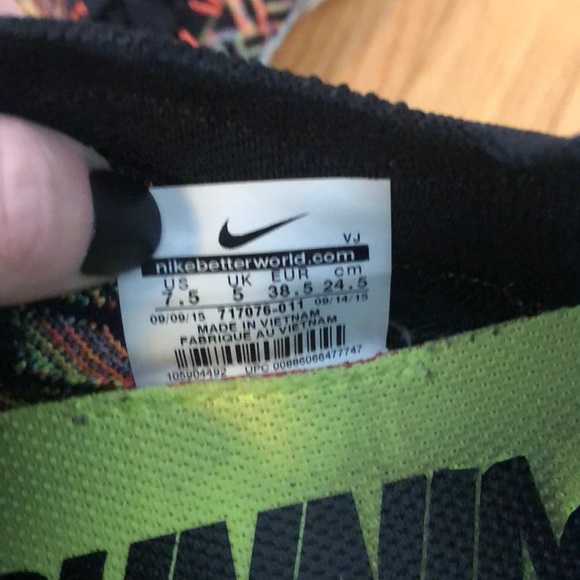 VJ
nikebetterworld.com
US UK EUR cm
7.5 5 38.5 24.5
09/09/15 717076-011 09/14/15
MADE IN VIETNAM
FABRIQUE AU VIETNAM
105904492 UPC 00886066477747
RUNNING